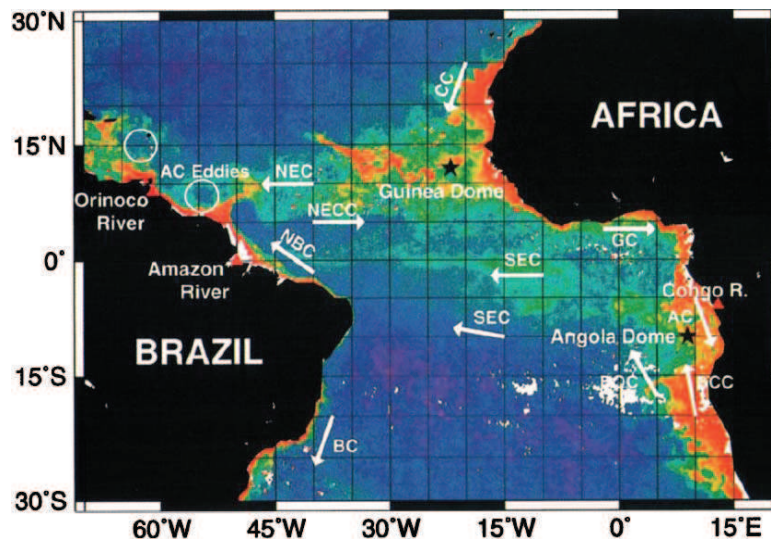 30˚N
CC
AFRICA
15˚N
AC Eddies
NEC
Guinea Dome
Orinoco
River
NECC
GC
NBC
0˚
SEC
Amazon
River
Congo R.
SEC
AC
Angola Dome
BRAZIL
15˚S
BC
30˚S
60˚W
45˚W
30˚W
15˚W
0˚
15˚E